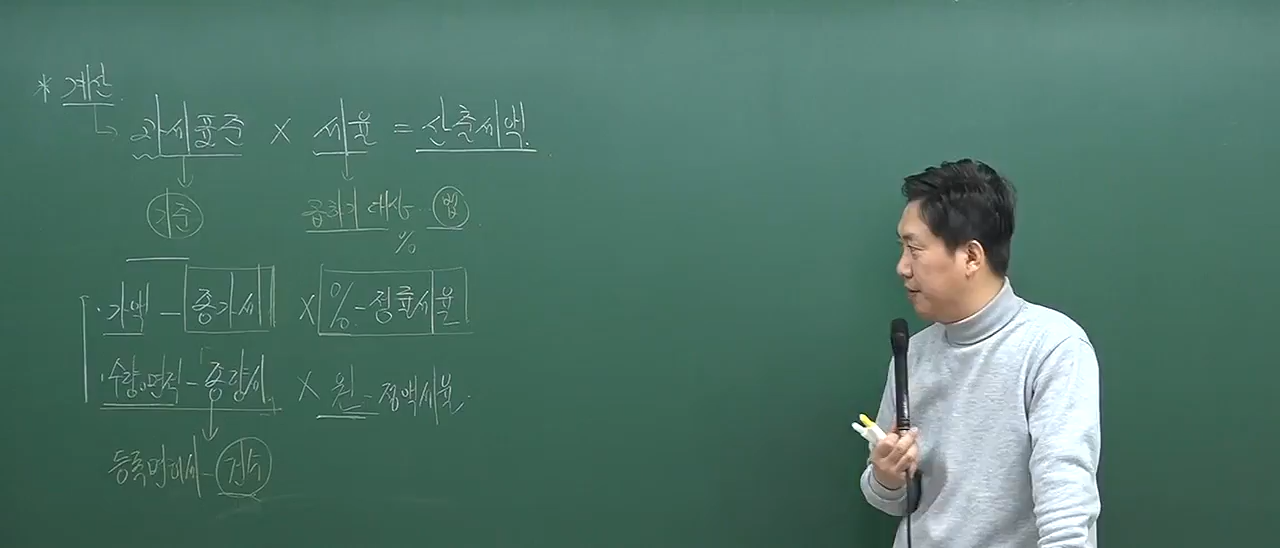 * 계산
과세표준 × 세율 = 산출세액.
기준
곱하기 대상 법
%
· 가액 - 종가세 × % - 정률세율
· 수량, 면적 - 종량세 × 원 - 정액세율
등록면허세 - 건수